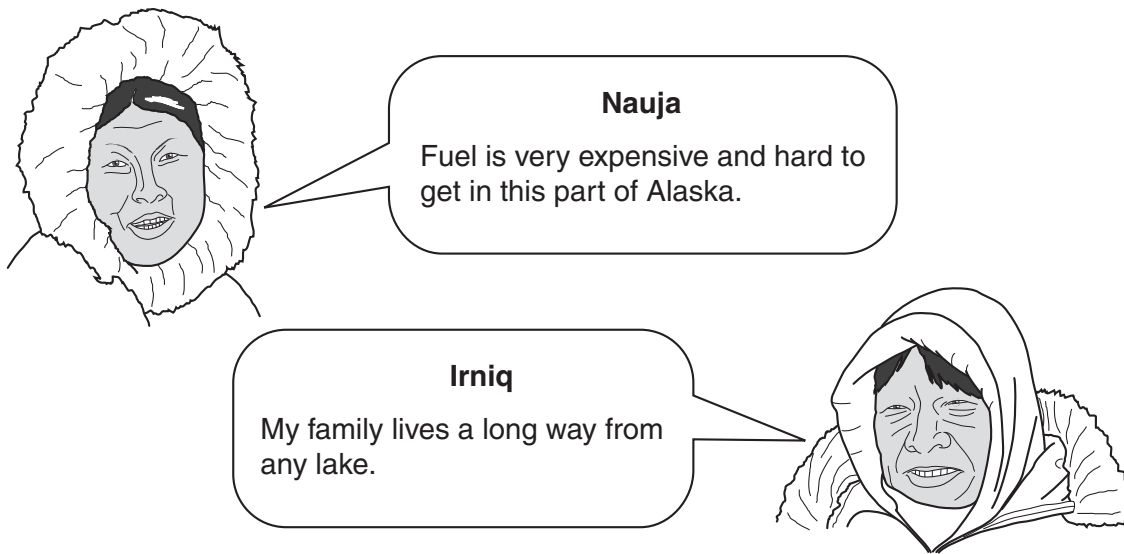 Nauja
Fuel is very expensive and hard to
get in this part of Alaska.
Irniq
My family lives a long way from
any lake.